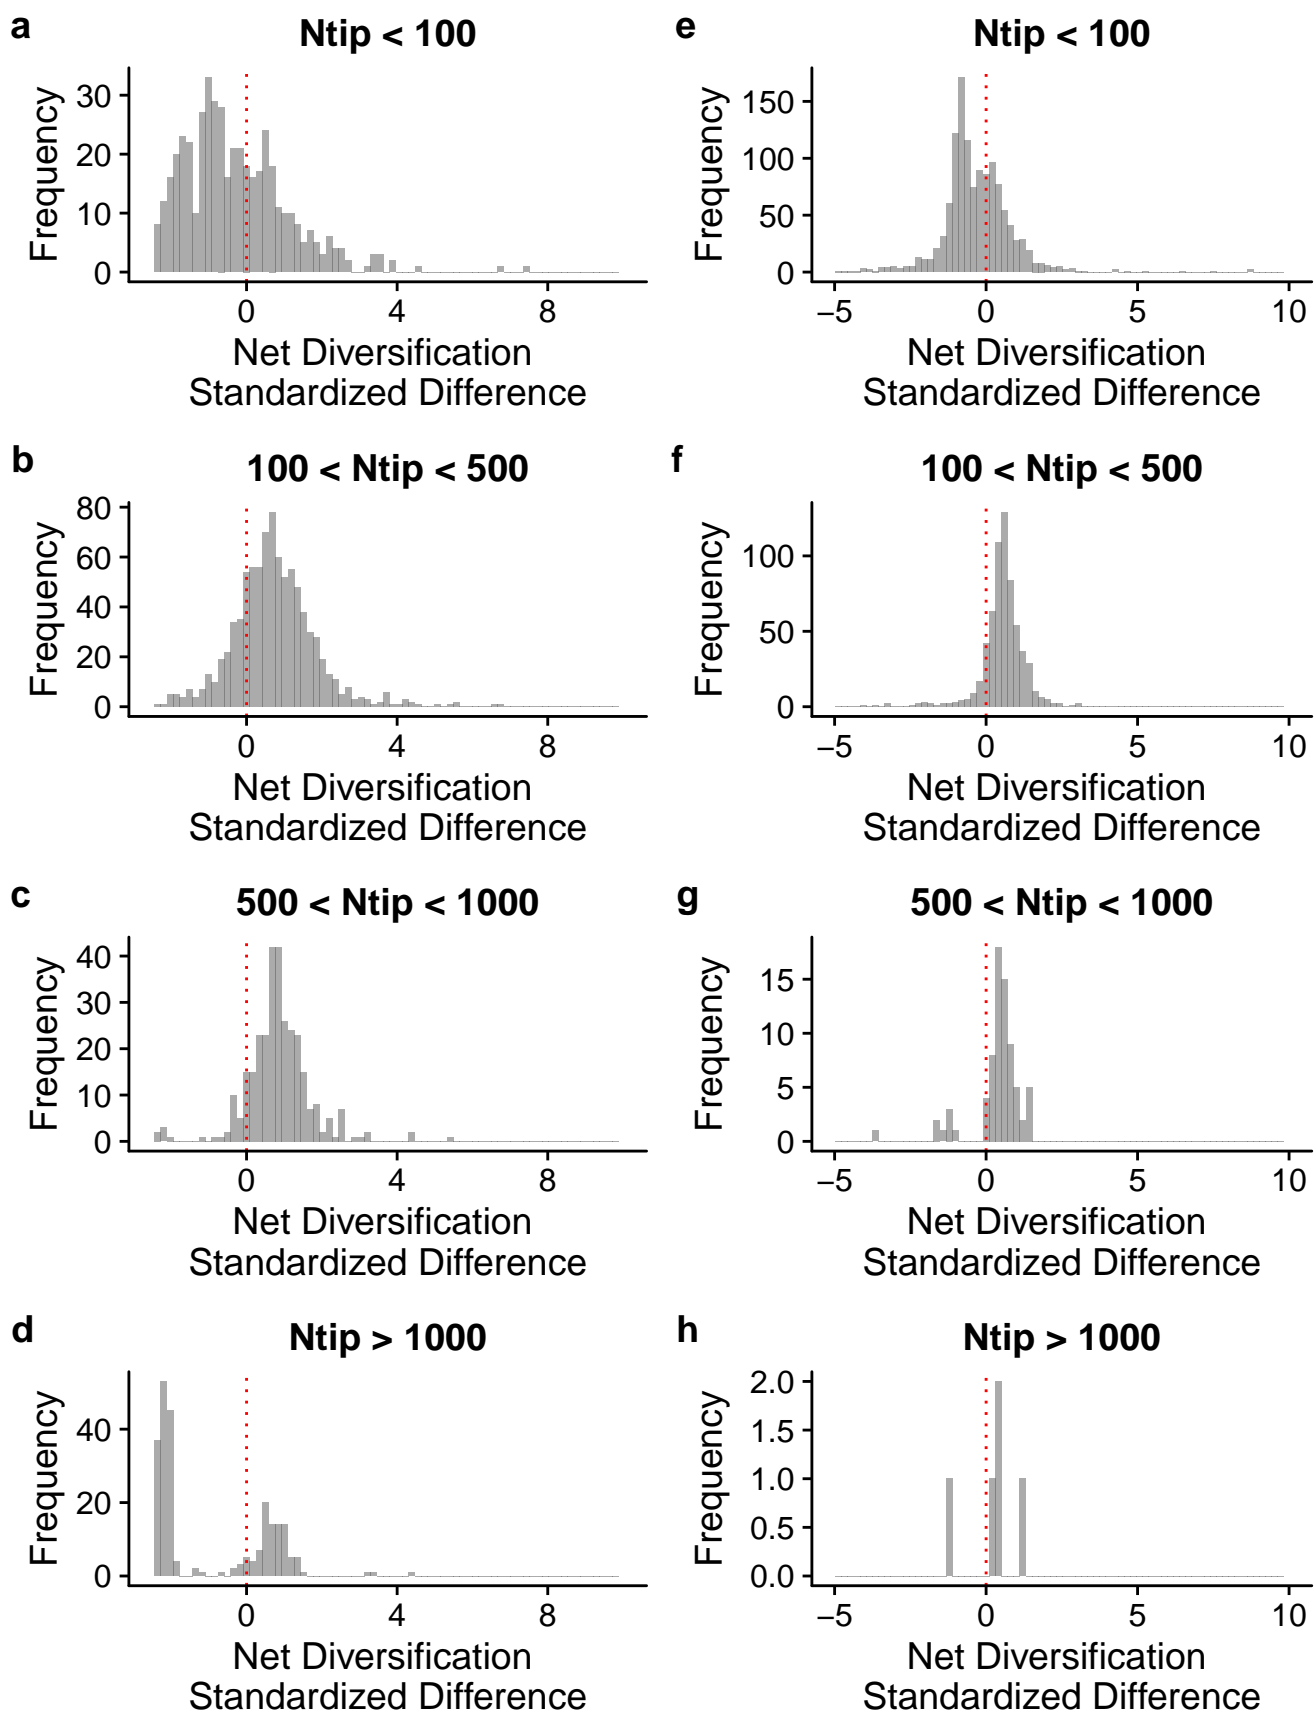 a
Ntip < 100
Frequency
30
20
10
0
0
4
8
Net Diversification
Standardized Difference
e
Ntip < 100
Frequency
150
100
50
0
−5
0
5
10
Net Diversification
Standardized Difference
b
100 < Ntip < 500
Frequency
80
60
40
20
0
0
4
8
Net Diversification
Standardized Difference
f
100 < Ntip < 500
Frequency
100
50
0
−5
0
5
10
Net Diversification
Standardized Difference
c
500 < Ntip < 1000
Frequency
40
30
20
10
0
0
4
8
Net Diversification
Standardized Difference
g
500 < Ntip < 1000
Frequency
15
10
5
0
−5
0
5
10
Net Diversification
Standardized Difference
d
Ntip > 1000
Frequency
40
20
0
0
4
8
Net Diversification
Standardized Difference
h
Ntip > 1000
Frequency
2.0
1.5
1.0
0.5
0.0
−5
0
5
10
Net Diversification
Standardized Difference